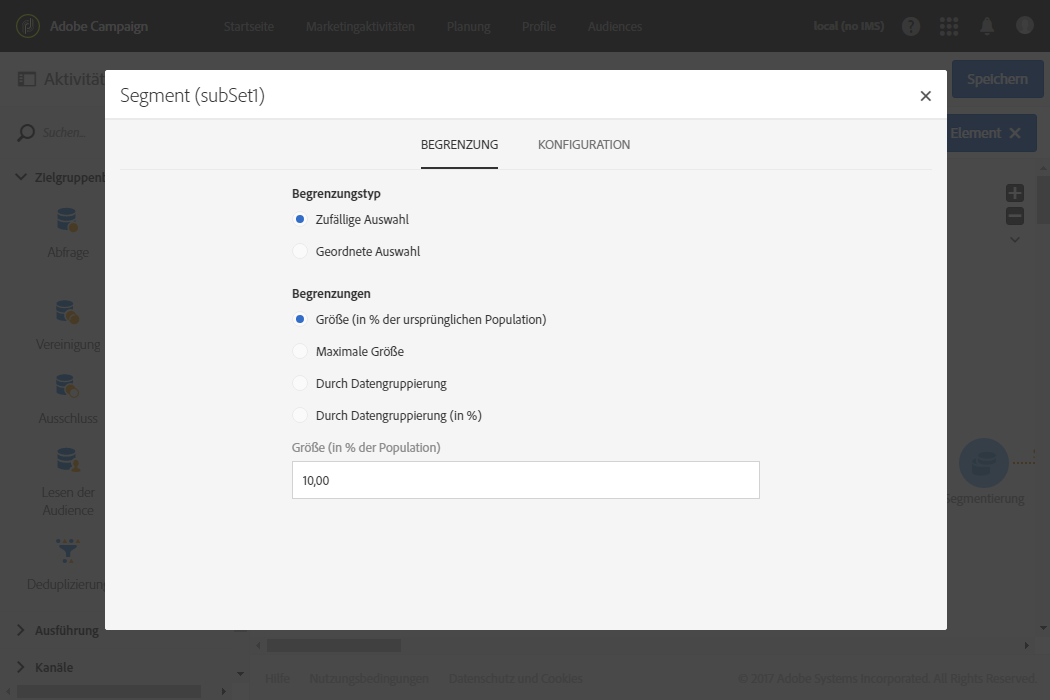 Adobe Campaign
Startseite
Marketingaktivitäten
Planung
Profile
Audiences
local (no IMS)
?
Aktivität
Speichern
Segment (subSet1)
Suchen...
Element
BEGRENZUNG
KONFIGURATION
Zielgruppenb
Begrenzungstyp
Zufällige Auswahl
Abfrage
Geordnete Auswahl
Begrenzungen
Größe (in % der ursprünglichen Population)
Vereinigung
Maximale Größe
Durch Datengruppierung
Ausschluss
Durch Datengruppierung (in %)
Größe (in % der Population)
10,00
Lesen der
Audience
egmentierung
Deduplizierung
Ausführung
Kanäle
Hilfe
Nutzungsbedingungen
Datenschutz und Cookies
© 2017 Adobe Systems Incorporated. All Rights Reserved.